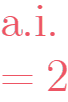 a.i.
= 2